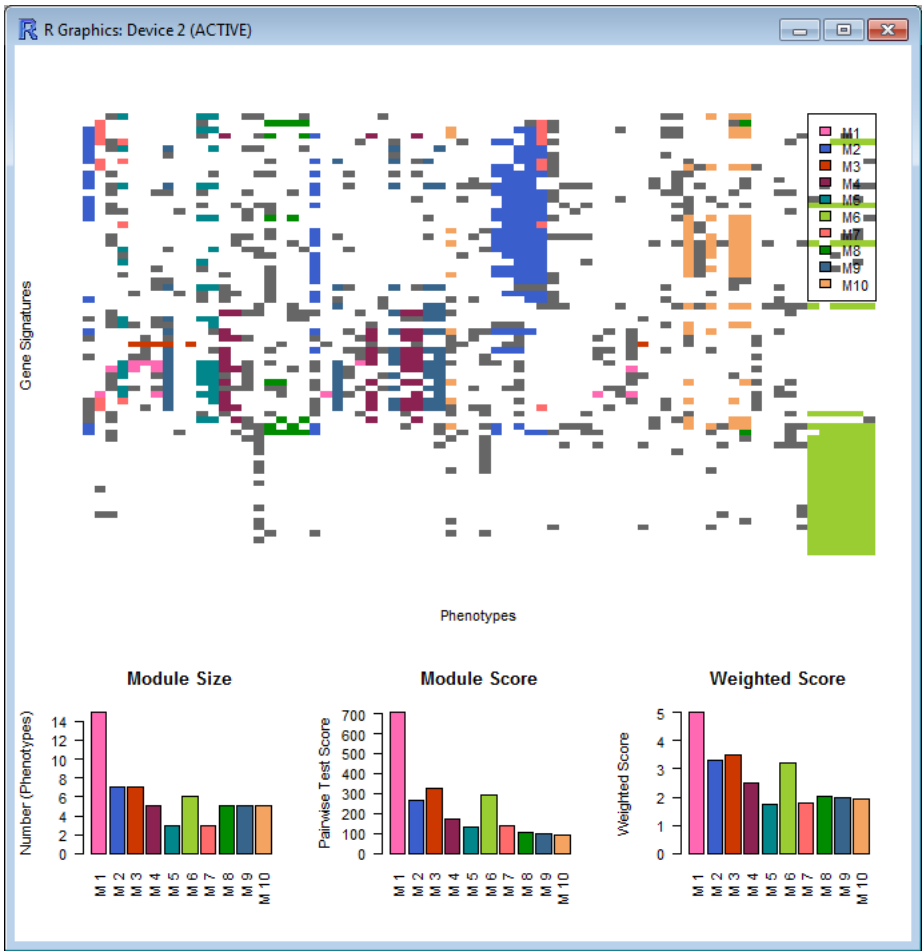 R Graphics: Device 2 (ACTIVE)
M1
M2
M3
M4
M5
M6
M7
M8
M9
M10
Gene Signatures
Phenotypes
Module Size
Number (Phenotypes)
14
12
10
8
6
4
2
0
M 1
M 2
M 3
M 4
M 5
M 6
M 7
M 8
M 9
M 10
Module Score
Pairwise Test Score
700
600
500
400
300
200
100
0
M 1
M 2
M 3
M 4
M 5
M 6
M 7
M 8
M 9
M 10
Weighted Score
Weighted Score
5
4
3
2
1
0
M 1
M 2
M 3
M 4
M 5
M 6
M 7
M 8
M 9
M 10